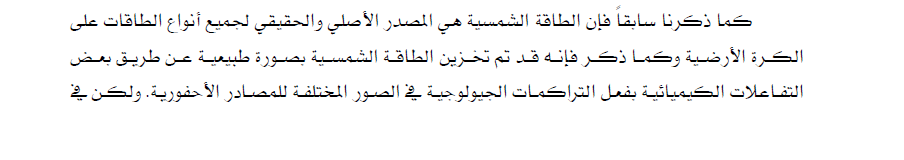 كما ذكرنا سابقاً فإن الطاقة الشمسية هي المصدر الأصلي والحقيقي لجميع أنواع الطاقات على
الكرة الأرضية وكما ذكر فإنه قد تم تخزين الطاقة الشمسية بصورة طبيعية عن طريق بعض
التفاعلات الكيميائية بفعل التراكمات الجيولوجية في الصور المختلفة للمصادر الأحفورية. ولكن في